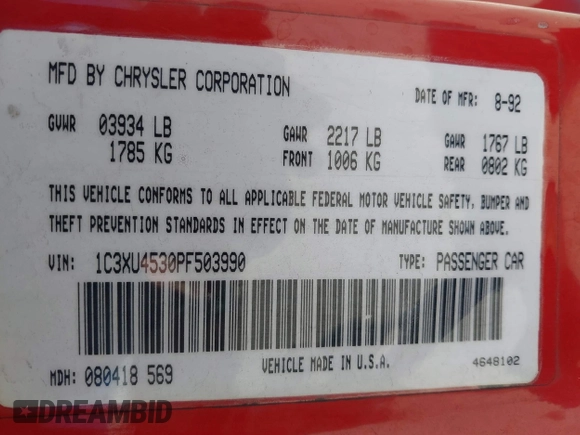 MFD BY CHRYSLER CORPORATION DATE OF MFR: 8-92
GVWR 03934 LB GAWR 2217 LB GAWR 1767 LB
1785 KG FRONT 1006 KG REAR 0802 KG
THIS VEHICLE CONFORMS TO ALL APPLICABLE FEDERAL MOTOR VEHICLE SAFETY, BUMPER AND
THEFT PREVENTION STANDARDS IN EFFECT ON THE DATE OF MANUFACTURE SHOWN ABOVE.
VIN: 1C3XU4530PF503990 TYPE: PASSENGER CAR
MDH: 080418 569 VEHICLE MADE IN U.S.A. 4648102
DREAMBID